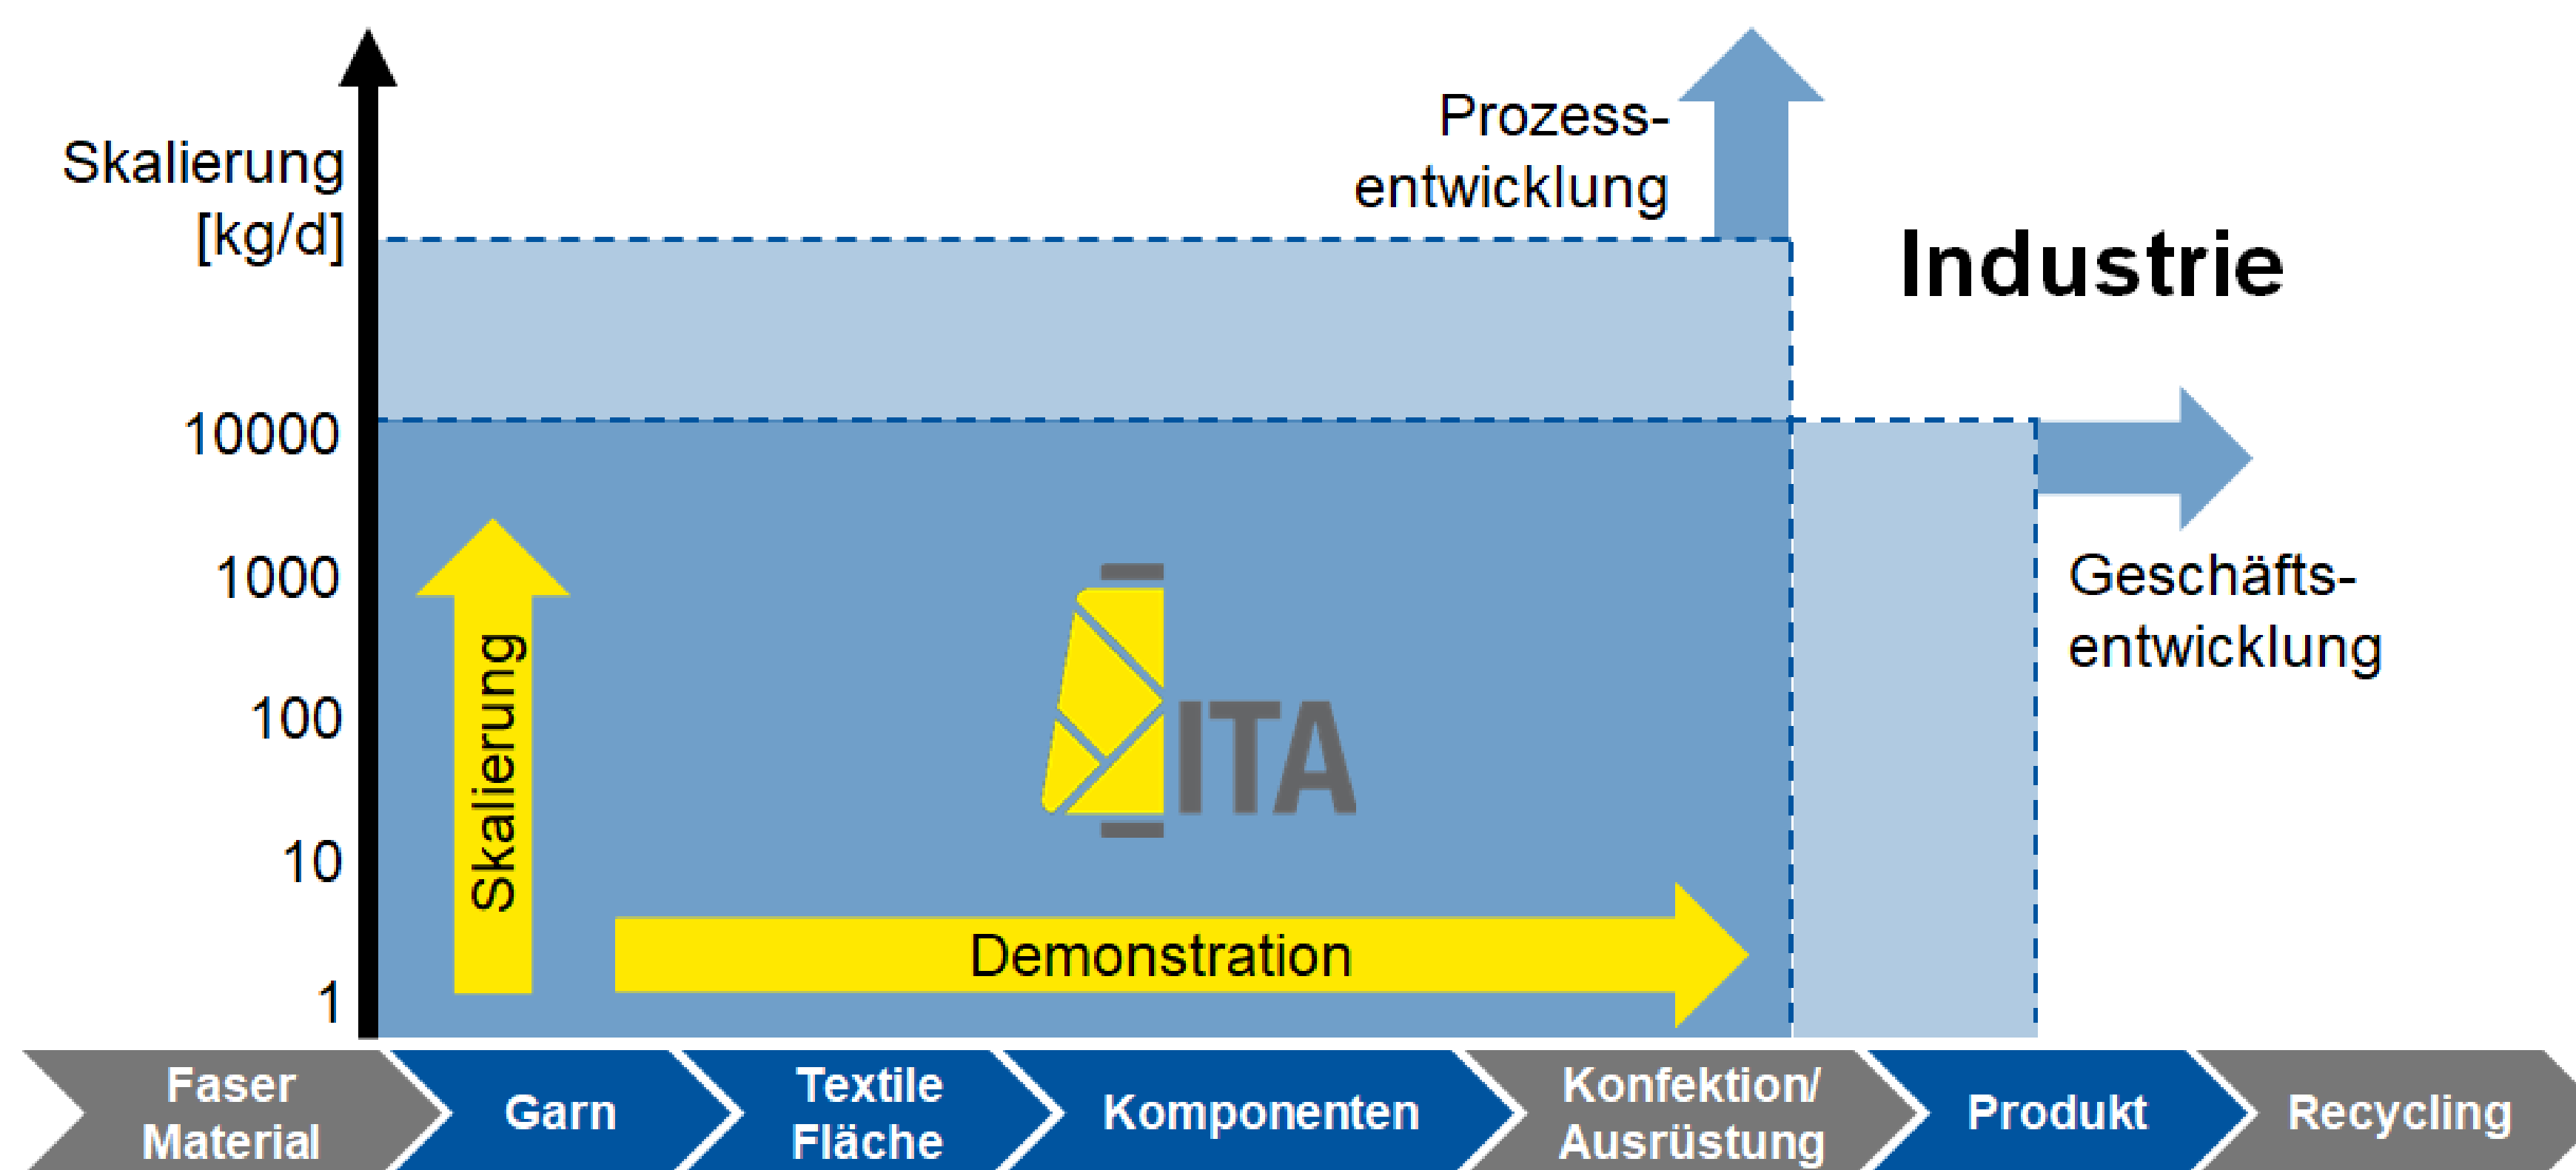 Skalierung
[kg/d]
10000
1000
100
10
1
Prozess-
entwicklung
Industrie
Geschäfts-
entwicklung
Skalierung
ITA
Demonstration
Faser
Material
Garn
Textile
Fläche
Komponenten
Konfektion/
Ausrüstung
Produkt
Recycling